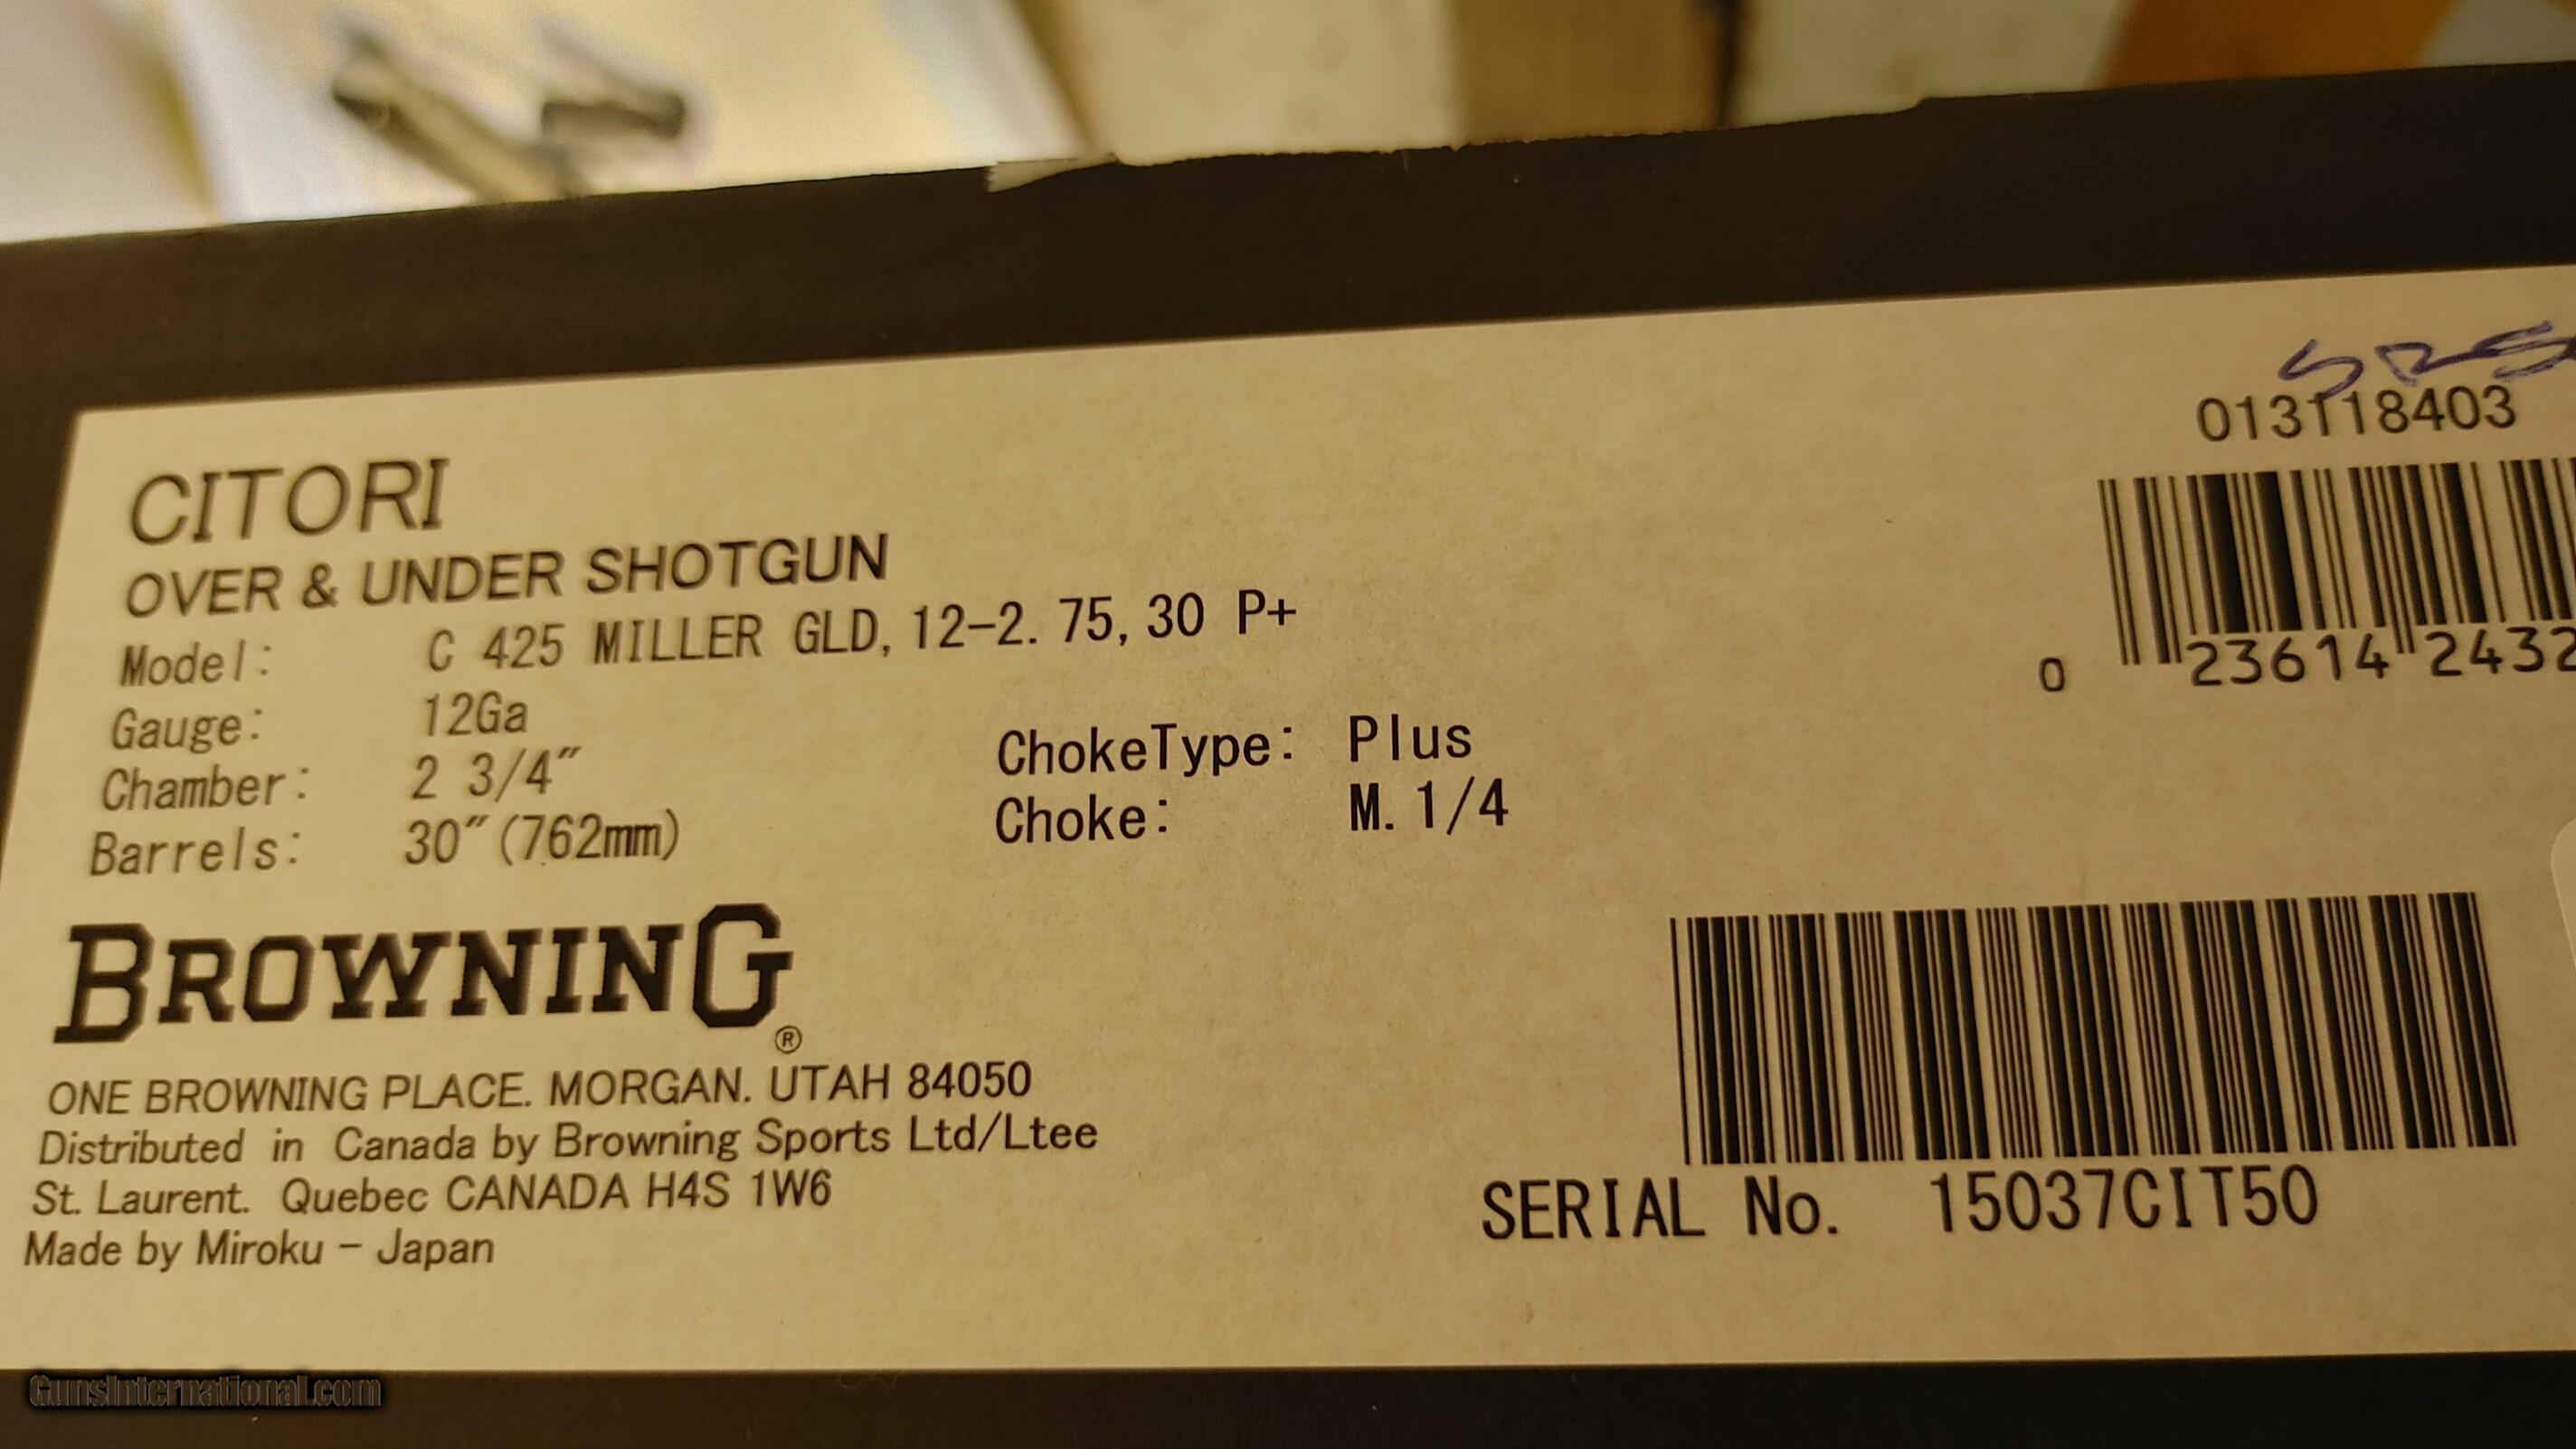 013118403
CITORI
OVER & UNDER SHOTGUN
Model: C 425 MILLER GLD, 12-2.75, 30 P+
Gauge: 12Ga
Chamber: 2 3/4"
Barrels: 30"(762mm)
ChokeType: Plus
Choke: M. 1/4
0 23614 2432
BROWNING®
ONE BROWNING PLACE. MORGAN. UTAH 84050
Distributed in Canada by Browning Sports Ltd/Ltee
St. Laurent. Quebec CANADA H4S 1W6
Made by Miroku - Japan
SERIAL No. 15037CIT50
GunsInternational.com